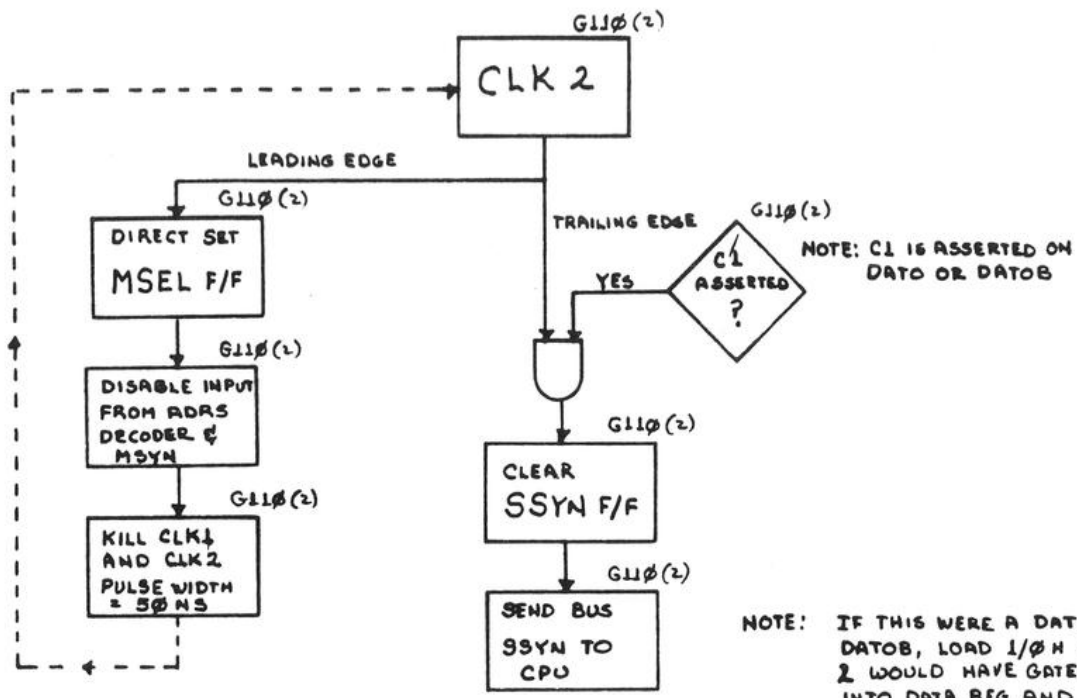 G11Ø(2)
CLK 2
LEADING EDGE
G11Ø(2)
DIRECT SET
MSEL F/F
TRAILING EDGE
G11Ø(2)
C1
ASSERTED
?
YES
NOTE: C1 IS ASSERTED ON
DATO OR DATOB
G11Ø(2)
DISABLE INPUT
FROM ADRS
DECODER &
MSYN
G11Ø(2)
KILL CLK1
AND CLK2
PULSE WIDTH
= 5Ø NS
G11Ø(2)
CLEAR
SSYN F/F
G11Ø(2)
SEND BUS
SSYN TO
CPU
NOTE: IF THIS WERE A DAT
DATOB, LOAD 1/Ø H
2 WOULD HAVE GATE
INTO DATA REG AND